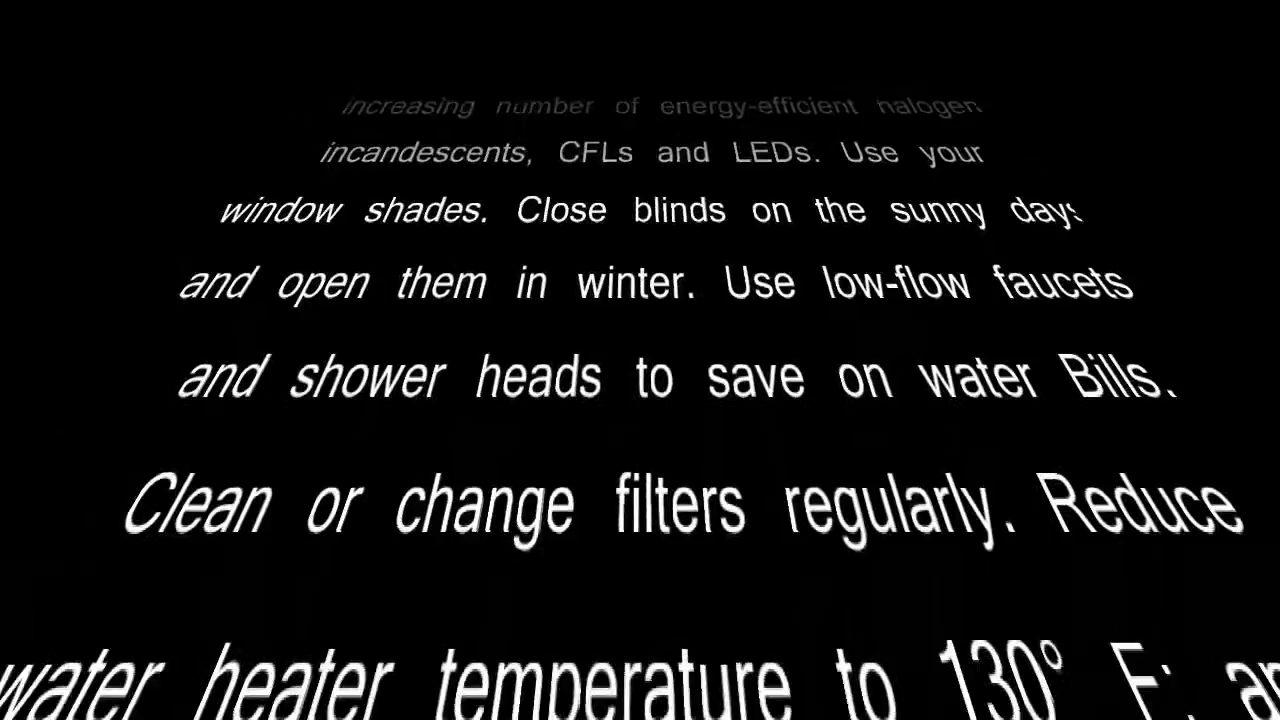 increasing number of energy-efficient halogen
incandescents, CFLs and LEDs. Use your
window shades. Close blinds on the sunny days
and open them in winter. Use low-flow faucets
and shower heads to save on water Bills.
Clean or change filters regularly. Reduce
water heater temperature to 130° F;